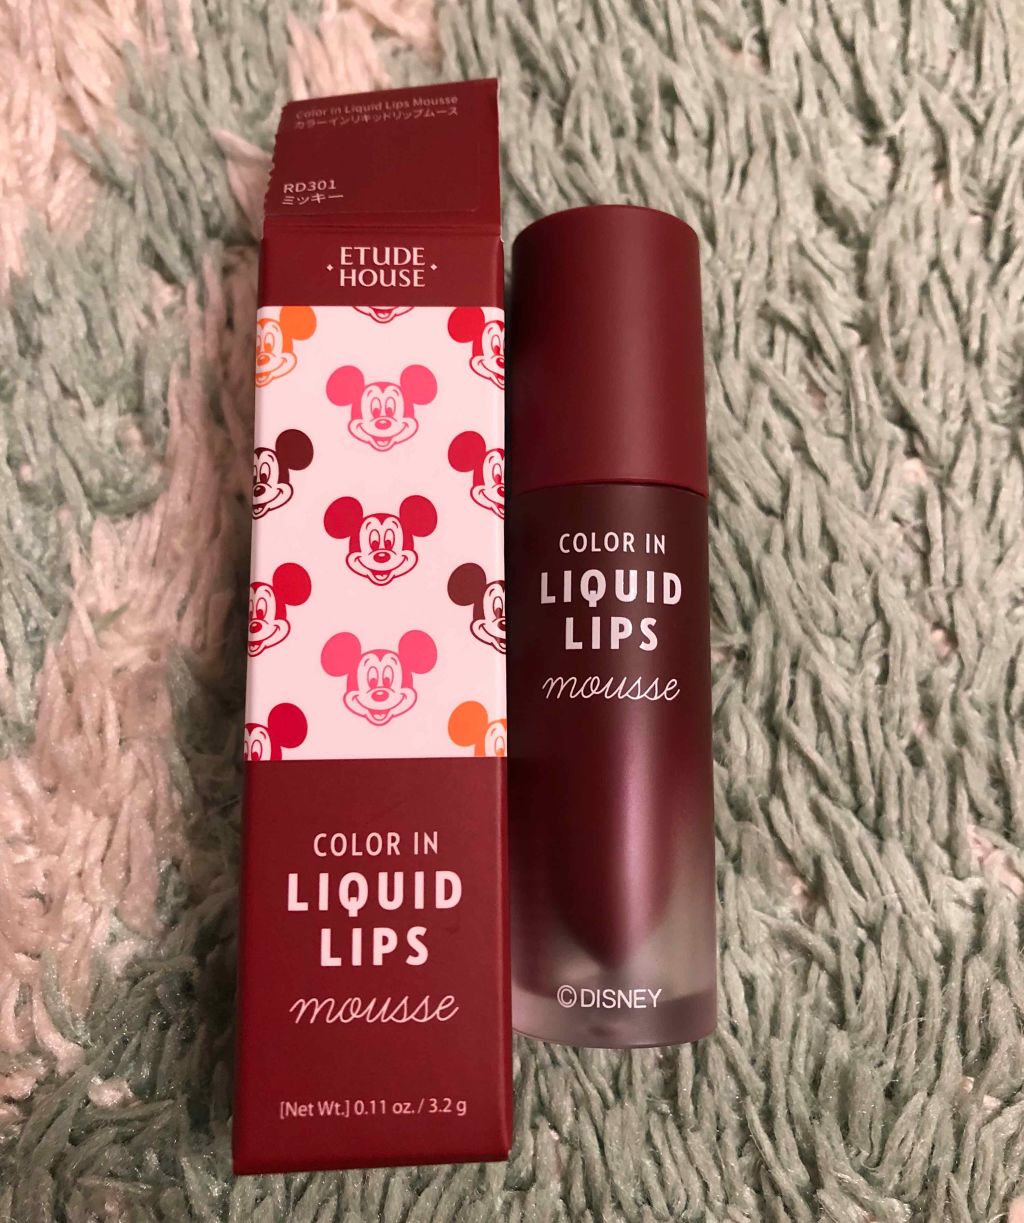 Color in Liquid Lips Mousse
カラーインリキッドリップムース
RD301
ミッキー
ETUDE
HOUSE
COLOR IN
LIQUID
LIPS
mousse
[Net Wt.] 0.11 oz. / 3.2 g
COLOR IN
LIQUID
LIPS
mousse
©DISNEY